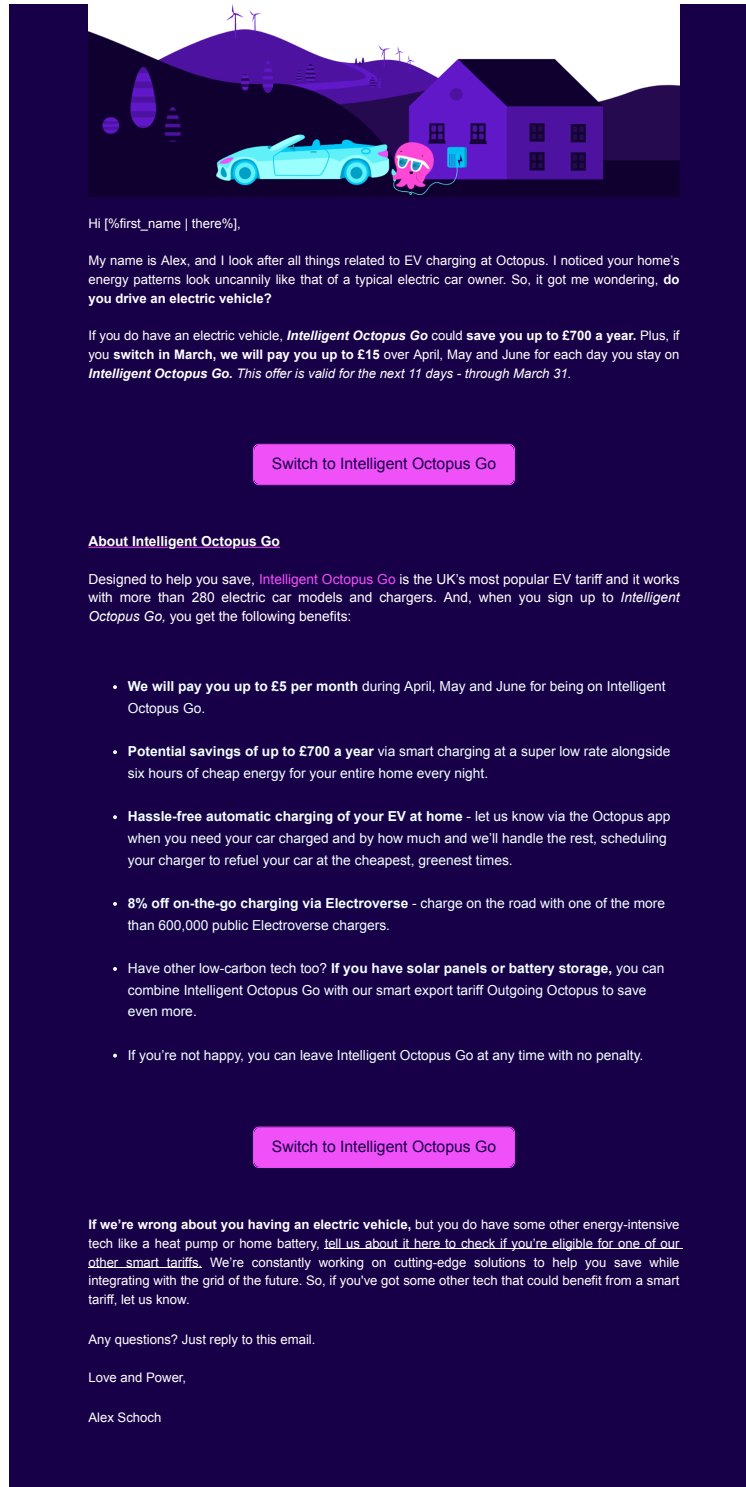 Hi [%first_name | there%],
My name is Alex, and I look after all things related to EV charging at Octopus. I noticed your home's
energy patterns look uncannily like that of a typical electric car owner. So, it got me wondering, do
you drive an electric vehicle?
If you do have an electric vehicle, Intelligent Octopus Go could save you up to £700 a year. Plus, if
you switch in March, we will pay you up to £15 over April, May and June for each day you stay on
Intelligent Octopus Go. This offer is valid for the next 11 days - through March 31.
Switch to Intelligent Octopus Go
About Intelligent Octopus Go
Designed to help you save, Intelligent Octopus Go is the UK's most popular EV tariff and it works
with more than 280 electric car models and chargers. And, when you sign up to Intelligent
Octopus Go, you get the following benefits:
• We will pay you up to £5 per month during April, May and June for being on Intelligent
Octopus Go.
• Potential savings of up to £700 a year via smart charging at a super low rate alongside
six hours of cheap energy for your entire home every night.
• Hassle-free automatic charging of your EV at home - let us know via the Octopus app
when you need your car charged and by how much and we'll handle the rest, scheduling
your charger to refuel your car at the cheapest, greenest times.
• 8% off on-the-go charging via Electroverse - charge on the road with one of the more
than 600,000 public Electroverse chargers.
• Have other low-carbon tech too? If you have solar panels or battery storage, you can
combine Intelligent Octopus Go with our smart export tariff Outgoing Octopus to save
even more.
• If you're not happy, you can leave Intelligent Octopus Go at any time with no penalty.
Switch to Intelligent Octopus Go
If we're wrong about you having an electric vehicle, but you do have some other energy-intensive
tech like a heat pump or home battery, tell us about it here to check if you're eligible for one of our
other smart tariffs. We're constantly working on cutting-edge solutions to help you save while
integrating with the grid of the future. So, if you've got some other tech that could benefit from a smart
tariff, let us know.
Any questions? Just reply to this email.
Love and Power,
Alex Schoch